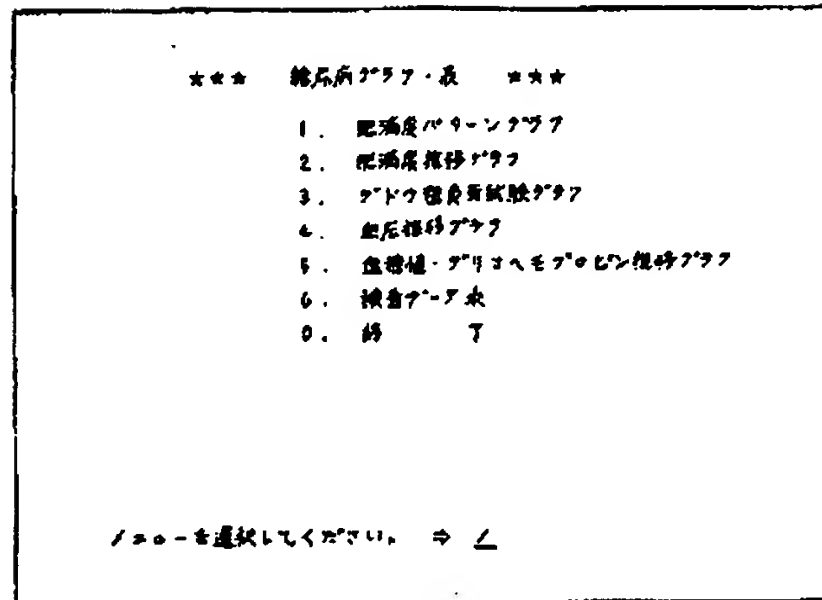 ★★★ 糖尿病グラフ・表 ★★★
1. 肥満度パターングラフ
2. 肥満度推移グラフ
3. ブドウ糖負荷試験グラフ
4. 血圧推移グラフ
5. 血糖値・グリコヘモグロビン推移グラフ
6. 検査データ表
0. 終 了
メニューを選択してください。 ⇒ 1